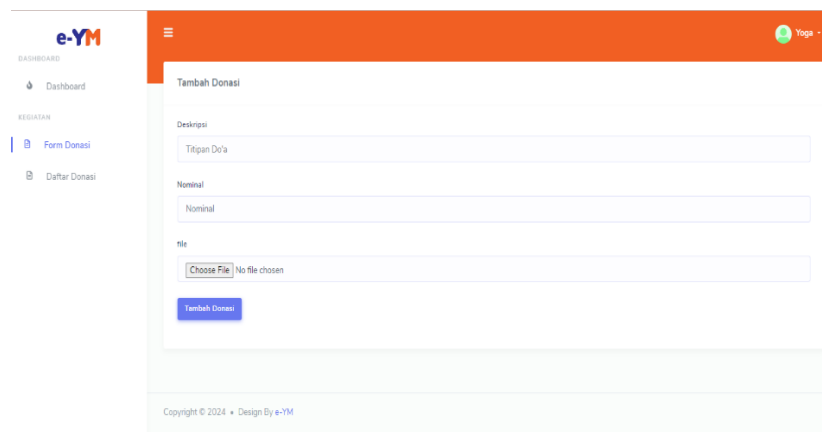 e-YM
DASHBOARD
Dashboard
KEGIATAN
Form Donasi
Daftar Donasi
Yoga
Tambah Donasi
Deskripsi
Titipan Do'a
Nominal
Nominal
file
Choose File No file chosen
Tambah Donasi
Copyright © 2024 • Design By e-YM